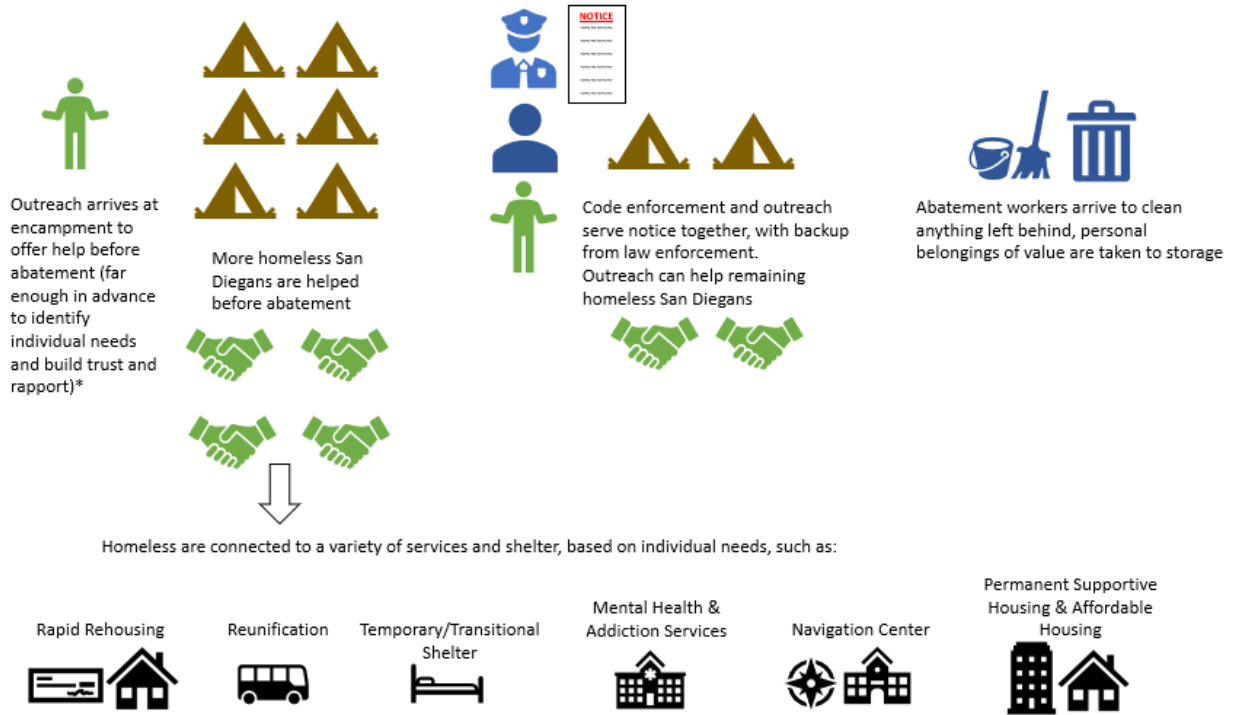 NOTICE
Outreach arrives at
encampment to
offer help before
abatement (far
enough in advance
to identify
individual needs
and build trust and
rapport)*
More homeless San
Diegans are helped
before abatement
Code enforcement and outreach
serve notice together, with backup
from law enforcement.
Outreach can help remaining
homeless San Diegans
Abatement workers arrive to clean
anything left behind, personal
belongings of value are taken to storage
Homeless are connected to a variety of services and shelter, based on individual needs, such as:
Rapid Rehousing
Reunification
Temporary/Transitional
Shelter
Mental Health &
Addiction Services
Navigation Center
Permanent Supportive
Housing & Affordable
Housing